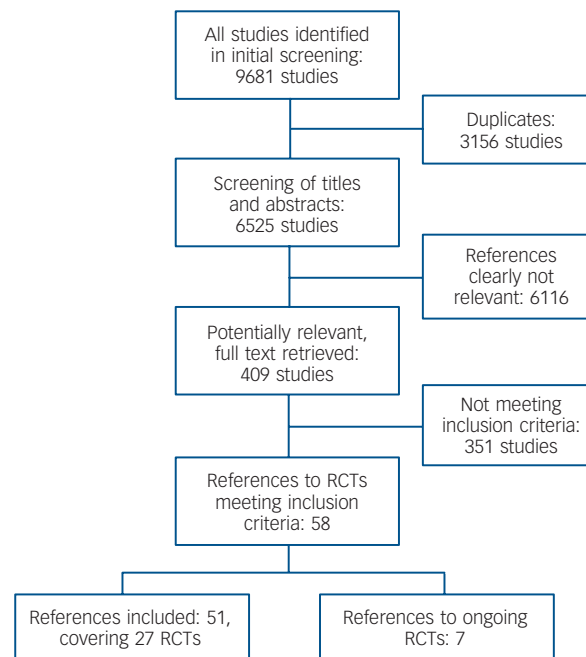 All studies identified
in initial screening:
9681 studies
Duplicates:
3156 studies
Screening of titles
and abstracts:
6525 studies
References
clearly not
relevant: 6116
Potentially relevant,
full text retrieved:
409 studies
Not meeting
inclusion criteria:
351 studies
References to RCTs
meeting inclusion
criteria: 58
References included: 51,
covering 27 RCTs
References to ongoing
RCTs: 7